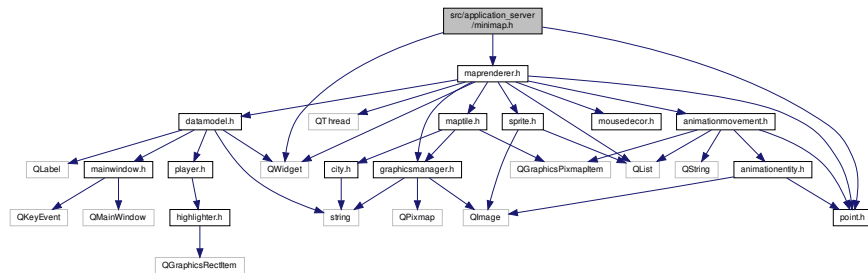 src/application_server
/minimap.h
maprenderer.h
datamodel.h
QThread
maptile.h
sprite.h
mousedecor.h
animationmovement.h
QLabel
mainwindow.h
player.h
QWidget
city.h
graphicsmanager.h
QGraphicsPixmapItem
QList
QString
animationentity.h
QKeyEvent
QMainWindow
highlighter.h
string
QPixmap
QImage
point.h
QGraphicsRectItem